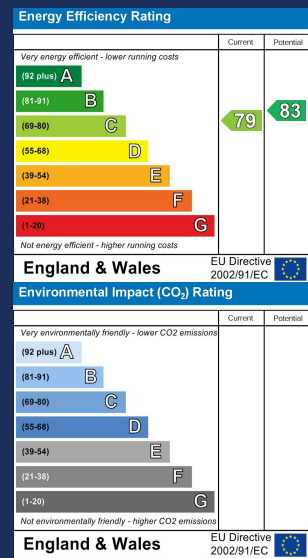 Energy Efficiency Rating
Current Potential
Very energy efficient - lower running costs
(92 plus) A
(81-91) B
(69-80) C
(55-68) D
(39-54) E
(21-38) F
(1-20) G
79
83
Not energy efficient - higher running costs
England & Wales
EU Directive
2002/91/EC
Environmental Impact (CO₂) Rating
Current Potential
Very environmentally friendly - lower CO2 emissions
(92 plus) A
(81-91) B
(69-80) C
(55-68) D
(39-54) E
(21-38) F
(1-20) G
Not environmentally friendly - higher CO2 emissions
England & Wales
EU Directive
2002/91/EC